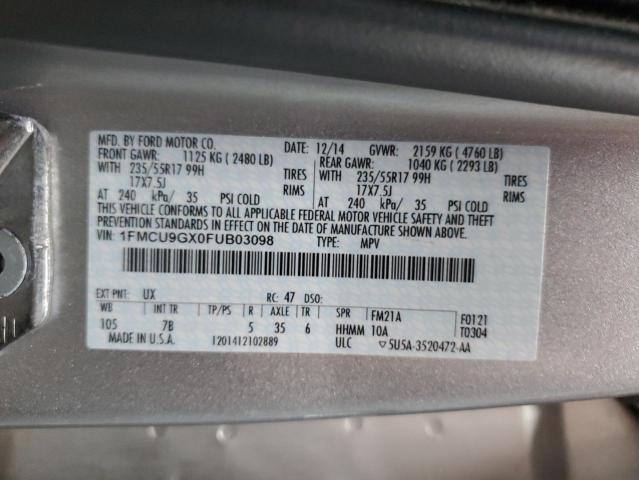 MFD. BY FORD MOTOR CO. 12/14 GVWR: 2159 KG ( 4760 LB)
FRONT GAWR: 1125 KG ( 2480 LB) REAR GAWR: 1040 KG ( 2293 LB)
WITH 235/55R17 99H TIRES WITH 235/55R17 99H TIRES
17X7.5J RIMS 17X7.5J RIMS
AT 240 kPa/ 35 PSI COLD AT 240 kPa/ 35 PSI COLD
THIS VEHICLE CONFORMS TO ALL APPLICABLE FEDERAL MOTOR VEHICLE SAFETY AND THEFT
PREVENTION STANDARDS IN EFFECT ON THE DATE OF MANUFACTURE SHOWN ABOVE.
VIN: 1FMCU9GX0FUB03098 TYPE: MPV
EXT PNT: UX RC: 47 DSO:
WB INT TR TP/PS R AXLE TR SPR FM21A F0121
105 7B 5 35 6 HHMM 10A T0304
MADE IN U.S.A. 1201412102889 ULC ▽5U5A-3520472-AA